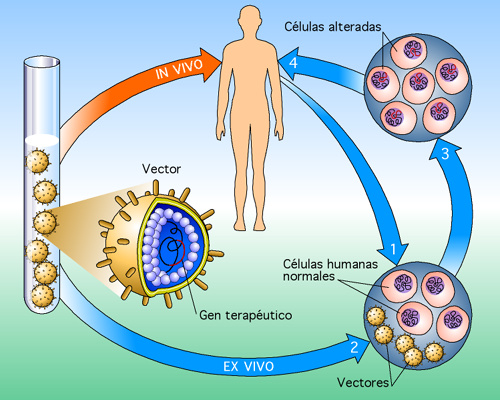 Células alteradas
IN VIVO
4
Vector
3
1
Células humanas
normales
Gen terapéutico
2
EX VIVO
Vectores